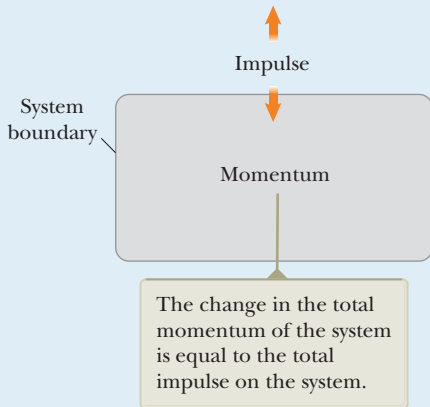 Impulse
System
boundary
Momentum
The change in the total
momentum of the system
is equal to the total
impulse on the system.